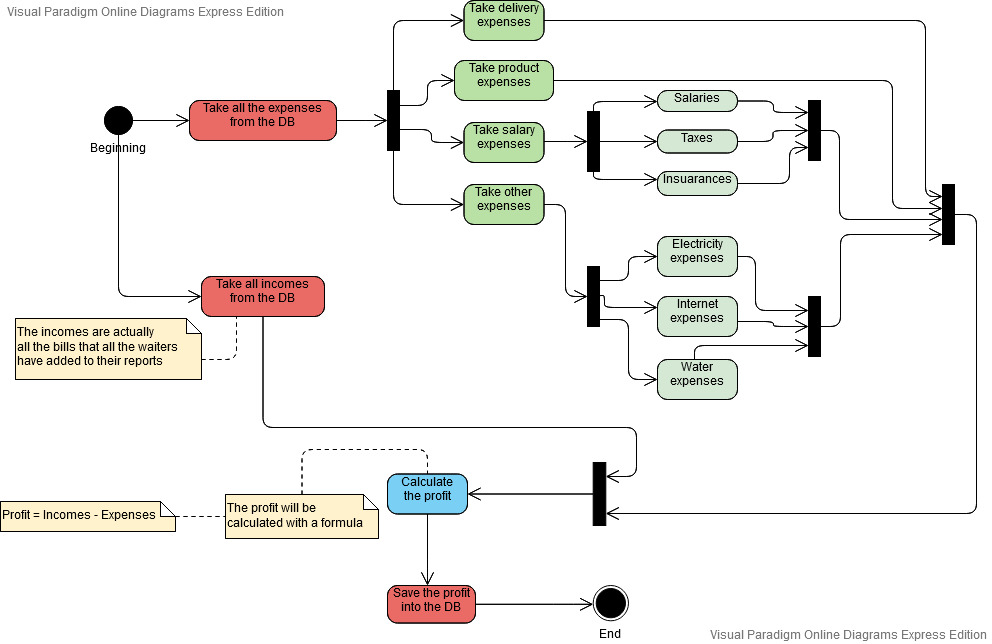 Visual Paradigm Online Diagrams Express Edition
Take delivery
expenses
Take product
expenses
Take all the expenses
from the DB
Beginning
Take salary
expenses
Salaries
Taxes
Insuarances
Take other
expenses
Electricity
expenses
Internet
expenses
Water
expenses
Take all incomes
from the DB
The incomes are actually
all the bills that all the waiters
have added to their reports
Calculate
the profit
The profit will be
calculated with a formula
Profit = Incomes - Expenses
Save the profit
into the DB
End
Visual Paradigm Online Diagrams Express Edition